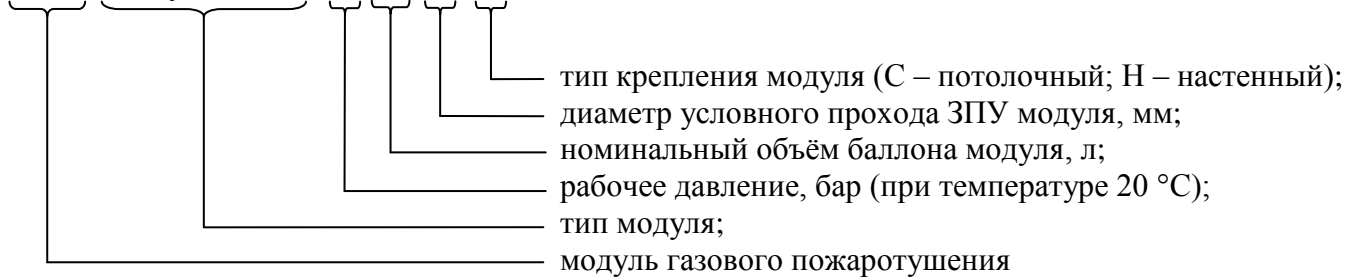 тип крепления модуля (С – потолочный; Н – настенный);
диаметр условного прохода ЗПУ модуля, мм;
номинальный объём баллона модуля, л;
рабочее давление, бар (при температуре 20 °С);
тип модуля;
модуль газового пожаротушения